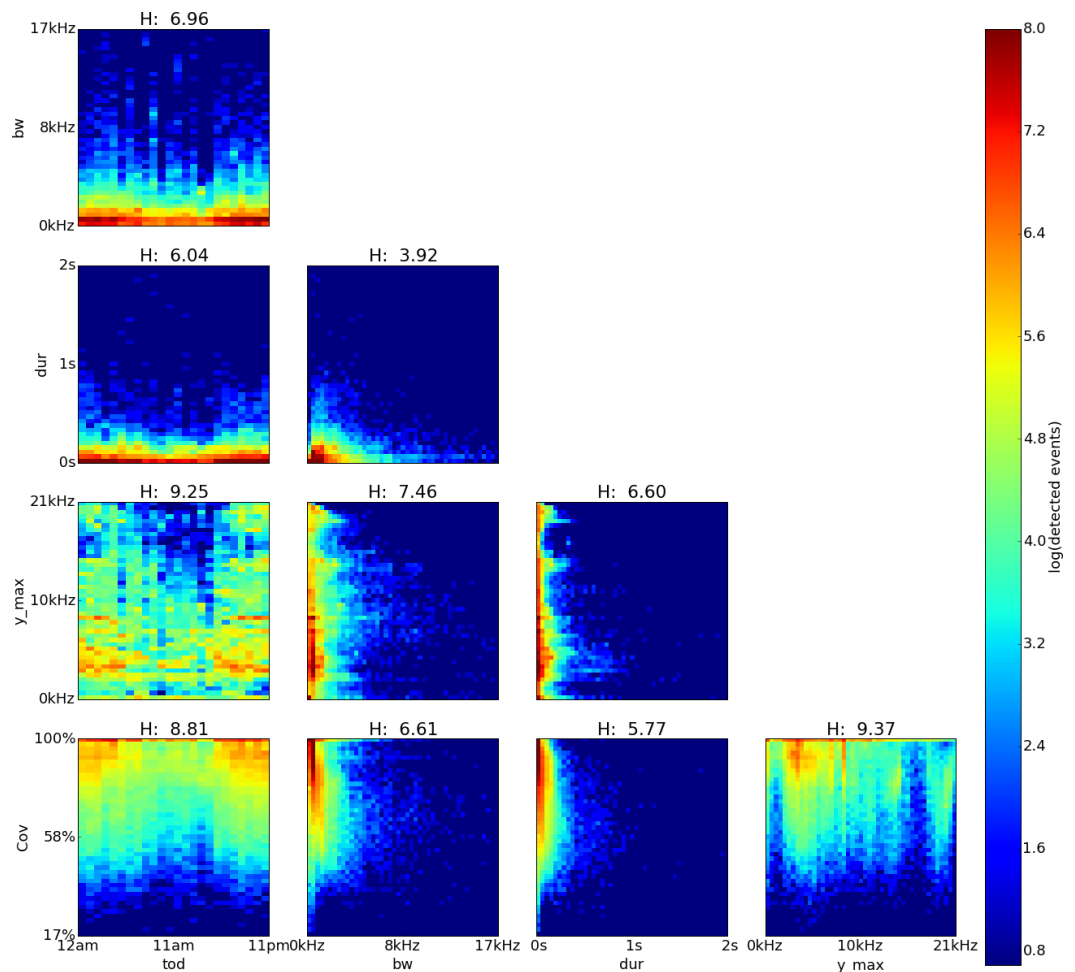 H: 6.96
17kHz
8kHz
0kHz
bw
H: 6.04
2s
1s
0s
dur
H: 3.92
H: 9.25
21kHz
10kHz
0kHz
y_max
H: 7.46
H: 6.60
H: 8.81
100%
58%
17%
Cov
12am
11am
11pm
tod
H: 6.61
0kHz
8kHz
17kHz
bw
H: 5.77
0s
1s
2s
dur
H: 9.37
0kHz
10kHz
21kHz
y_max
8.0
7.2
6.4
5.6
4.8
4.0
3.2
2.4
1.6
0.8
log(detected events)